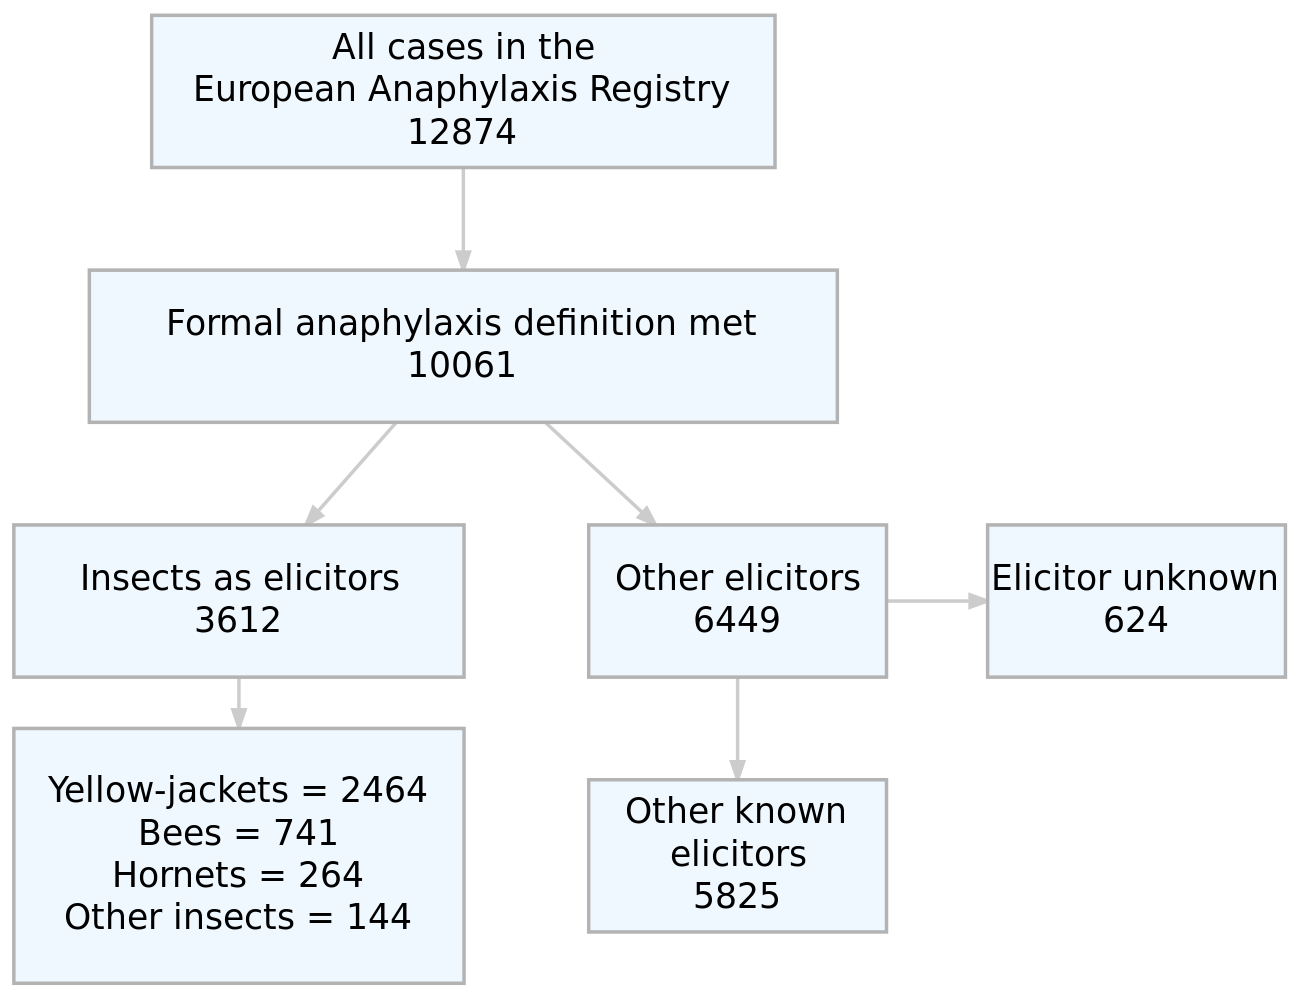 All cases in the
European Anaphylaxis Registry
12874
Formal anaphylaxis definition met
10061
Insects as elicitors
3612
Other elicitors
6449
Elicitor unknown
624
Yellow-jackets = 2464
Bees = 741
Hornets = 264
Other insects = 144
Other known
elicitors
5825